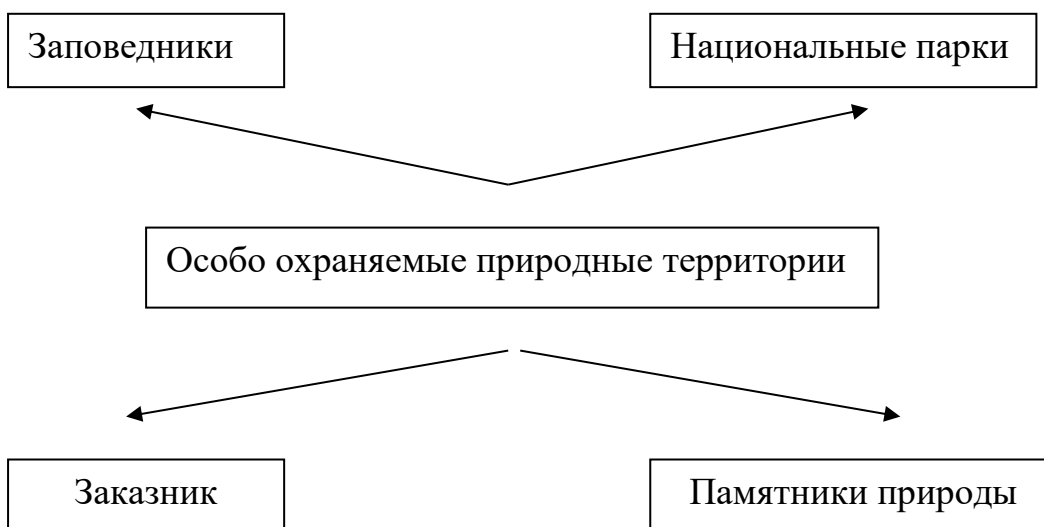 Заповедники
Национальные парки
Особо охраняемые природные территории
Заказник
Памятники природы